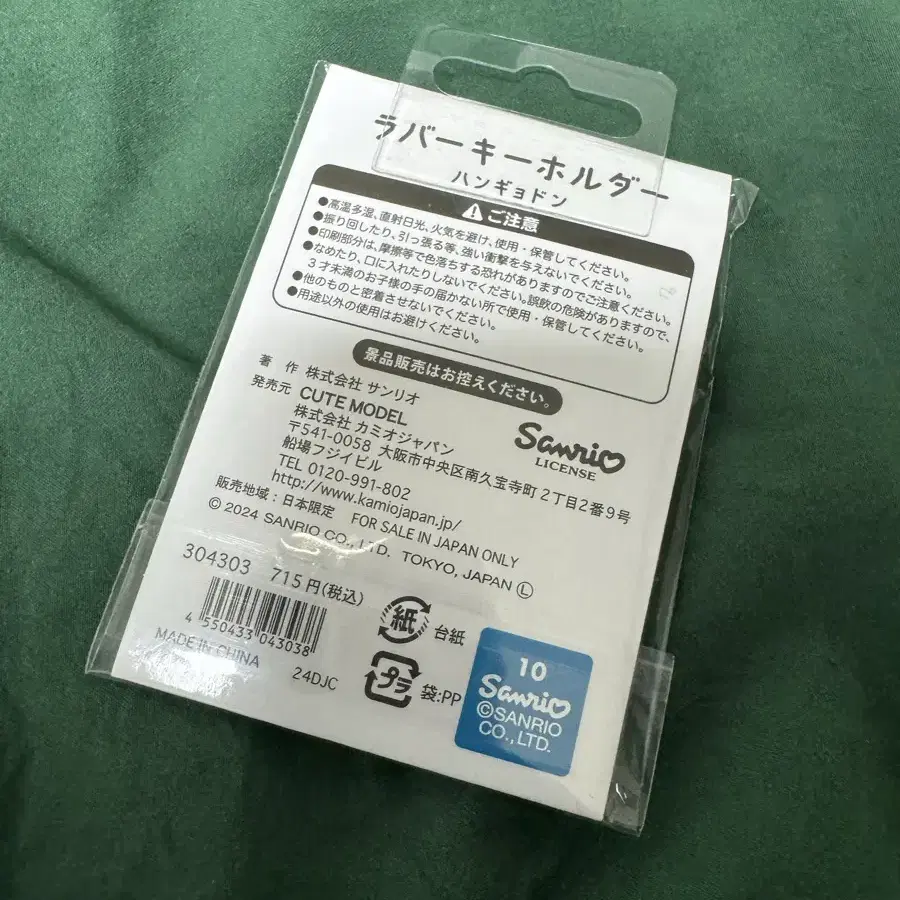 ラバーキーホルダー
ハンギョドン
ご注意
●高温多湿、直射日光、火気を避け、使用・保管してください。
●振り回したり、引っ張る等、強い衝撃を与えないでください。
●印刷部分は、摩擦等で色落ちする恐れがありますのでご注意ください。
●なめたり、口に入れたりしないでください。誤飲の危険がありますので、
3才未満のお子様の手の届かない所で使用・保管してください。
●他のものと密着させないでください。
●用途以外の使用はお避けください。
景品販売はお控えください。
著 作 株式会社 サンリオ
発売元 CUTE MODEL
株式会社 カミオジャパン
〒541-0058 大阪市中央区南久宝寺町2丁目2番9号
船場フジイビル
TEL 0120-991-802
http://www.kamiojapan.jp/
販売地域:日本限定 FOR SALE IN JAPAN ONLY
© 2024 SANRIO CO., LTD. TOKYO, JAPAN Ⓛ
Sanrio
LICENSE
304303 715円(税込)
4 550433 043038
MADE IN CHINA
24DJC
紙 台紙
プラ 袋:PP
10
Sanrio
©SANRIO
CO., LTD.